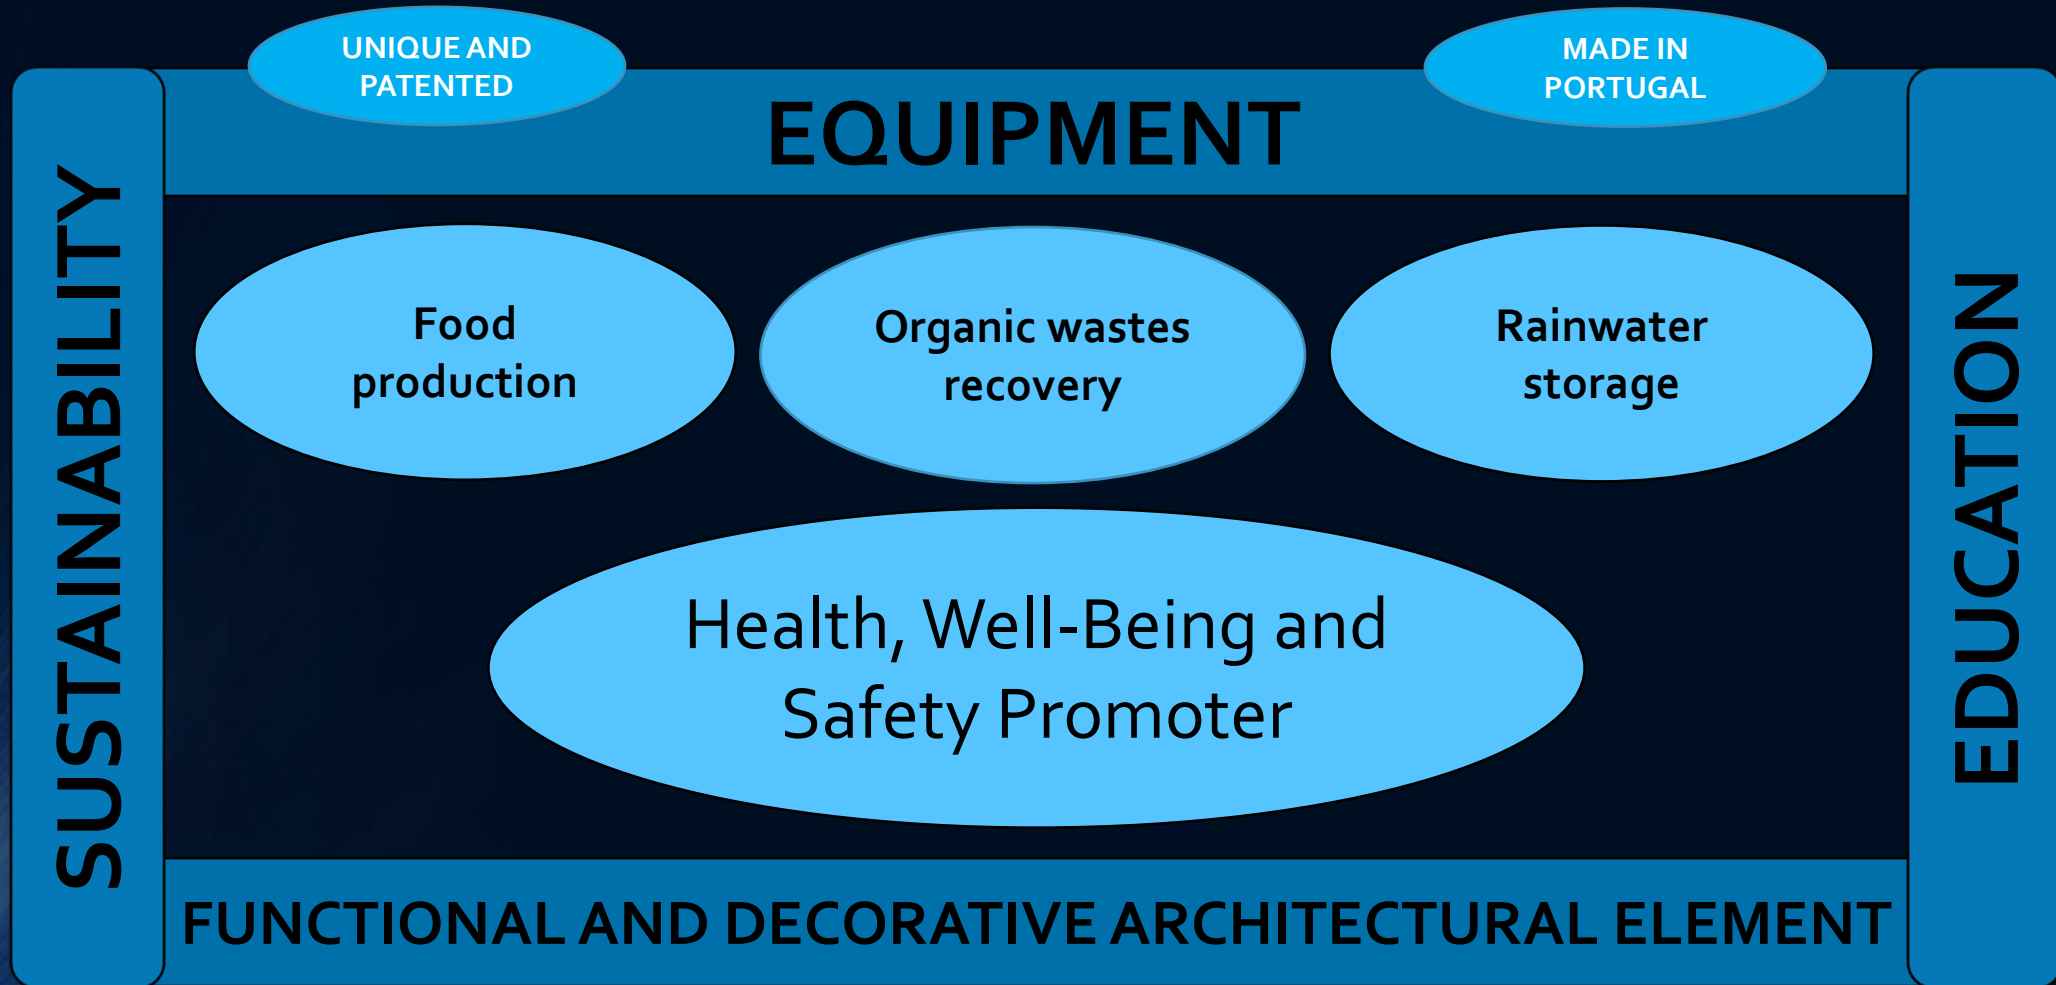 UNIQUE AND
PATENTED
MADE IN
PORTUGAL
EQUIPMENT
SUSTAINABILITY
Food
production
Organic wastes
recovery
Rainwater
storage
EDUCATION
Health, Well-Being and
Safety Promoter
FUNCTIONAL AND DECORATIVE ARCHITECTURAL ELEMENT